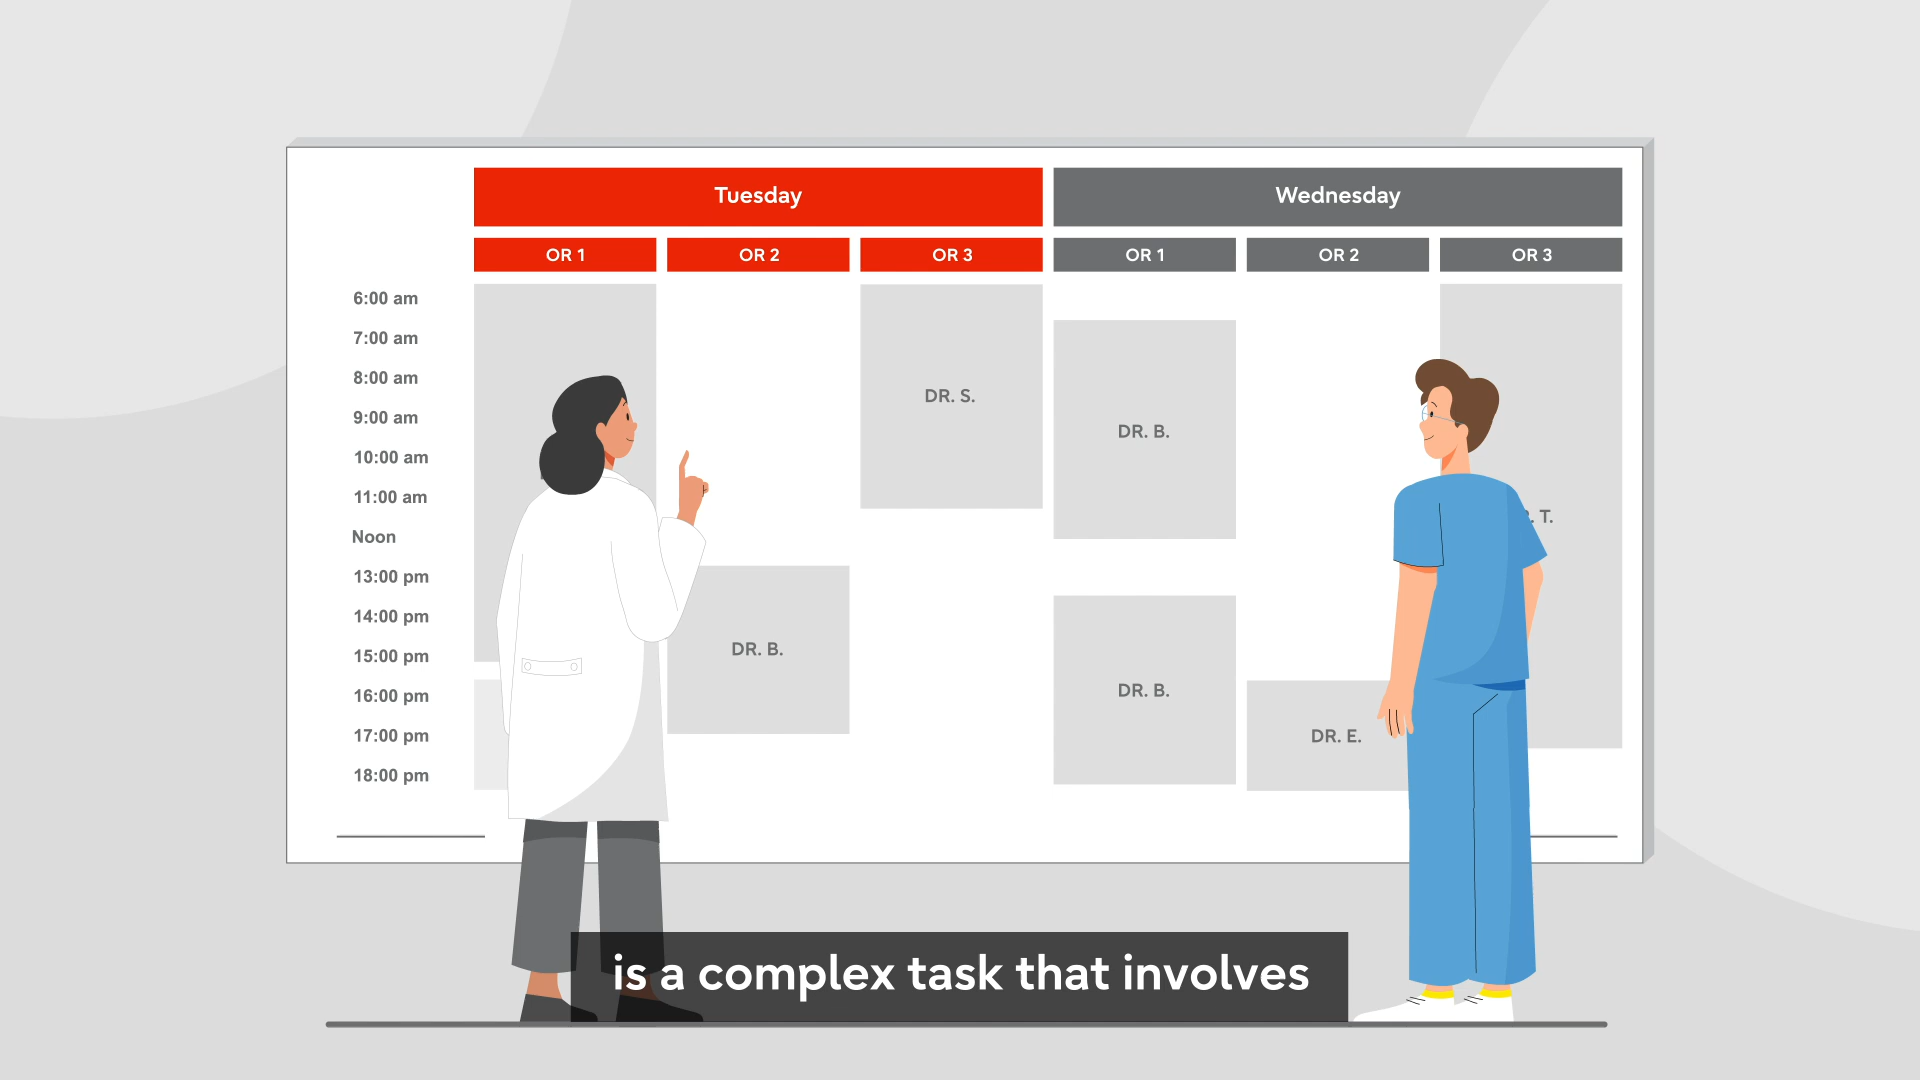 Tuesday
Wednesday
OR 1
OR 2
OR 3
OR 1
OR 2
OR 3
6:00 am
7:00 am
8:00 am
9:00 am
10:00 am
11:00 am
Noon
13:00 pm
14:00 pm
15:00 pm
16:00 pm
17:00 pm
18:00 pm
DR. S.
DR. B.
T.
DR. B.
DR. B.
DR. E.
is a complex task that involves